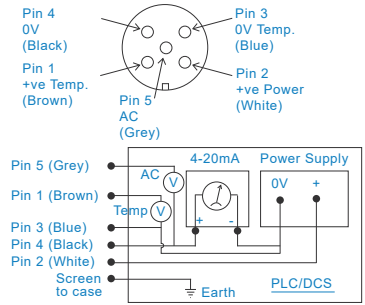 Pin 4
0V
(Black)
Pin 3
0V Temp.
(Blue)
Pin 1
+ve Temp.
(Brown)
Pin 2
+ve Power
(White)
Pin 5
AC
(Grey)
4-20mA
Power Supply
Pin 5 (Grey)
AC
V
0V
+
Pin 1 (Brown)
Temp
V
+
-
Pin 3 (Blue)
Pin 4 (Black)
Pin 2 (White)
Screen
to case
Earth
PLC/DCS